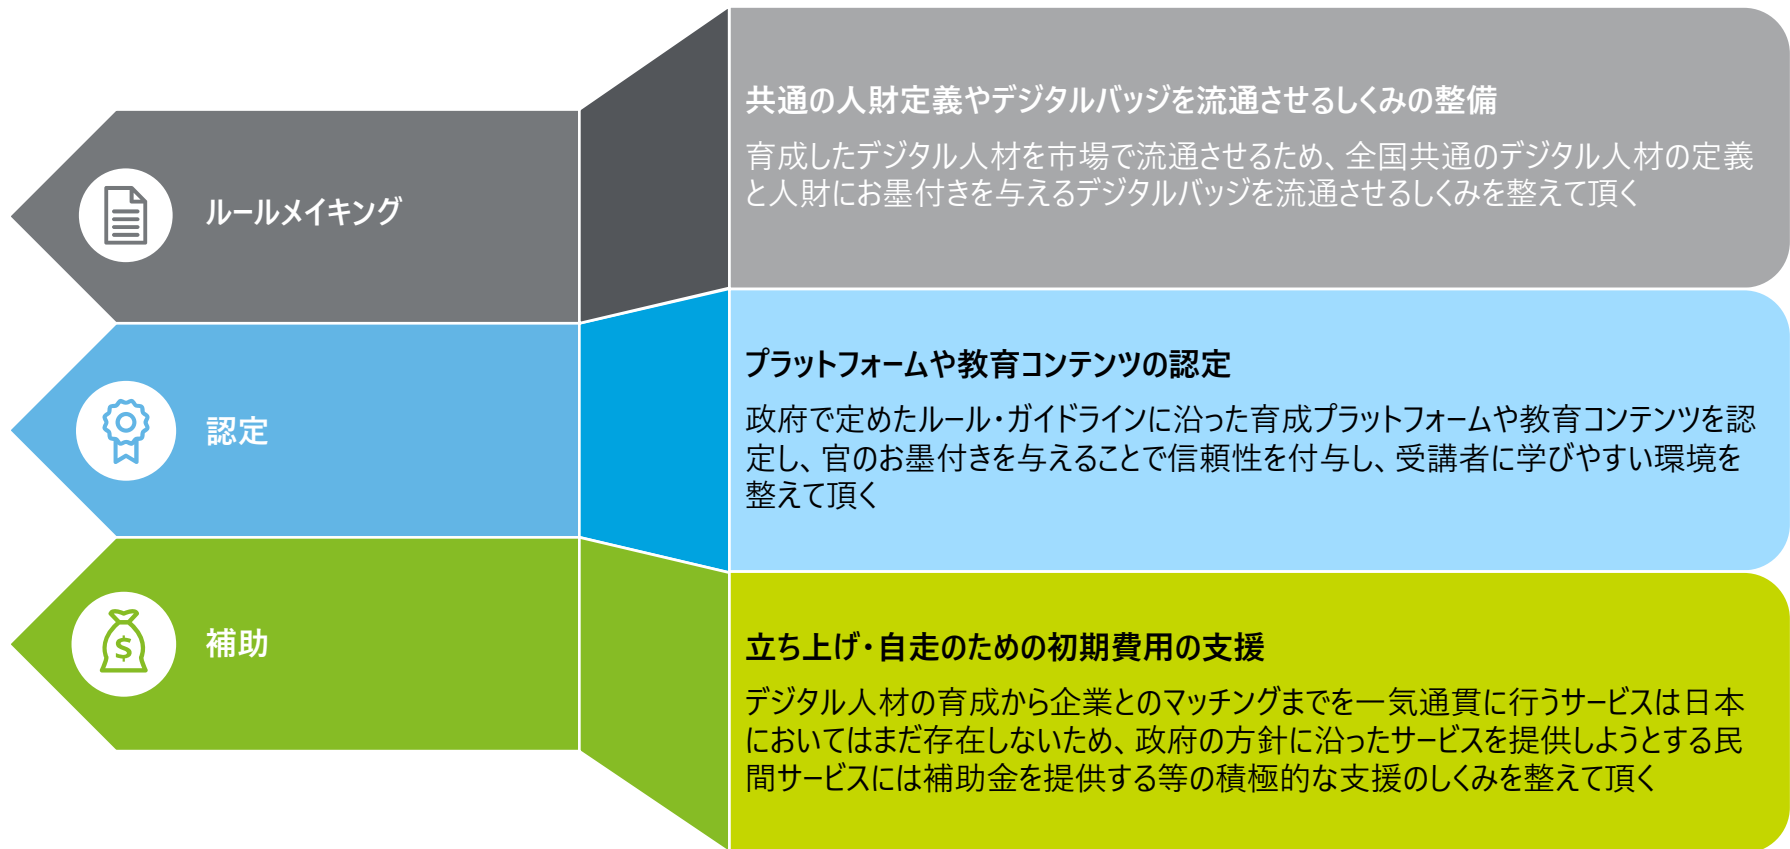 ルールメイキング
共通の人財定義やデジタルバッジを流通させるしくみの整備
育成したデジタル人材を市場で流通させるため、全国共通のデジタル人材の定義
と人財にお墨付きを与えるデジタルバッジを流通させるしくみを整えて頂く
認定
プラットフォームや教育コンテンツの認定
政府で定めたルール・ガイドラインに沿った育成プラットフォームや教育コンテンツを認
定し、官のお墨付きを与えることで信頼性を付与し、受講者に学びやすい環境を
整えて頂く
$
補助
立ち上げ・自走のための初期費用の支援
デジタル人材の育成から企業とのマッチングまでを一気通貫に行うサービスは日本
においてはまだ存在しないため、政府の方針に沿ったサービスを提供しようとする民
間サービスには補助金を提供する等の積極的な支援のしくみを整えて頂く